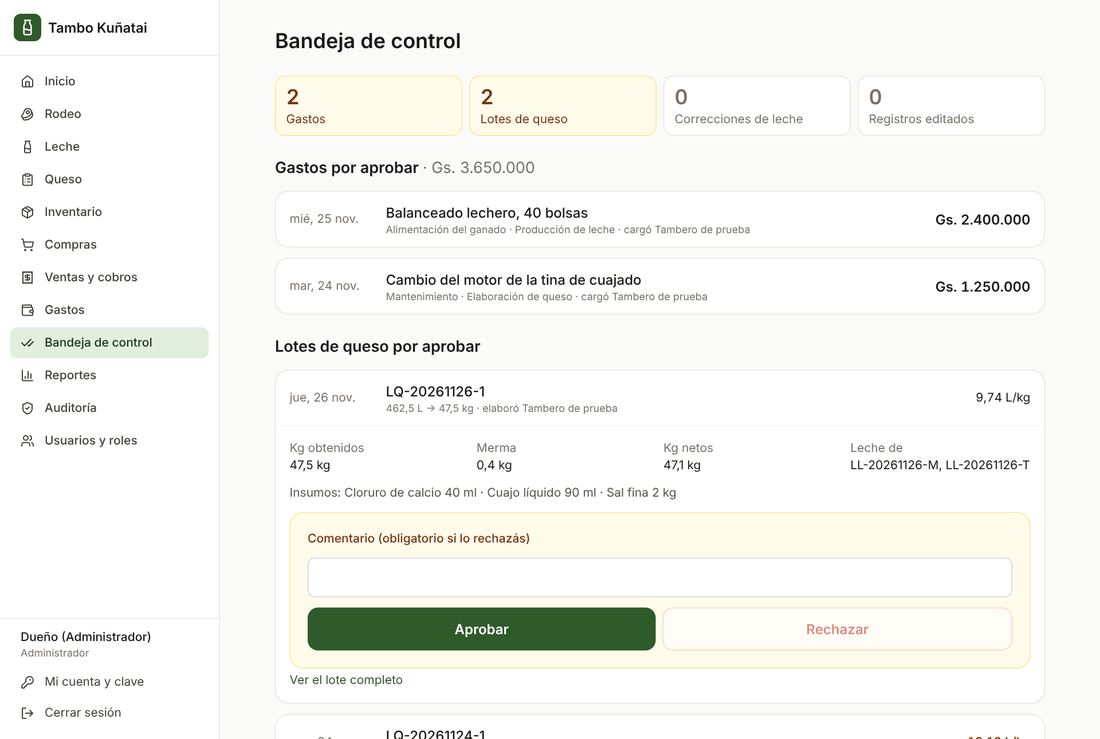 Tambo Kuñatai
Inicio
Rodeo
Leche
Queso
Inventario
Compras
Ventas y cobros
Gastos
Bandeja de control
Reportes
Auditoría
Usuarios y roles
Dueño (Administrador)
Administrador
Mi cuenta y clave
Cerrar sesión
Bandeja de control
2 2 0 0
Gastos Lotes de queso Correcciones de leche Registros editados
Gastos por aprobar · Gs. 3.650.000
mié, 25 nov. Balanceado lechero, 40 bolsas Gs. 2.400.000
Alimentación del ganado · Producción de leche · cargó Tambero de prueba
mar, 24 nov. Cambio del motor de la tina de cuajado Gs. 1.250.000
Mantenimiento · Elaboración de queso · cargó Tambero de prueba
Lotes de queso por aprobar
jue, 26 nov. LQ-20261126-1 9,74 L/kg
462,5 L → 47,5 kg · elaboró Tambero de prueba
Kg obtenidos Merma Kg netos Leche de
47,5 kg 0,4 kg 47,1 kg LL-20261126-M, LL-20261126-T
Insumos: Cloruro de calcio 40 ml · Cuajo líquido 90 ml · Sal fina 2 kg
Comentario (obligatorio si lo rechazás)
Aprobar Rechazar
Ver el lote completo
LQ-20261124-1